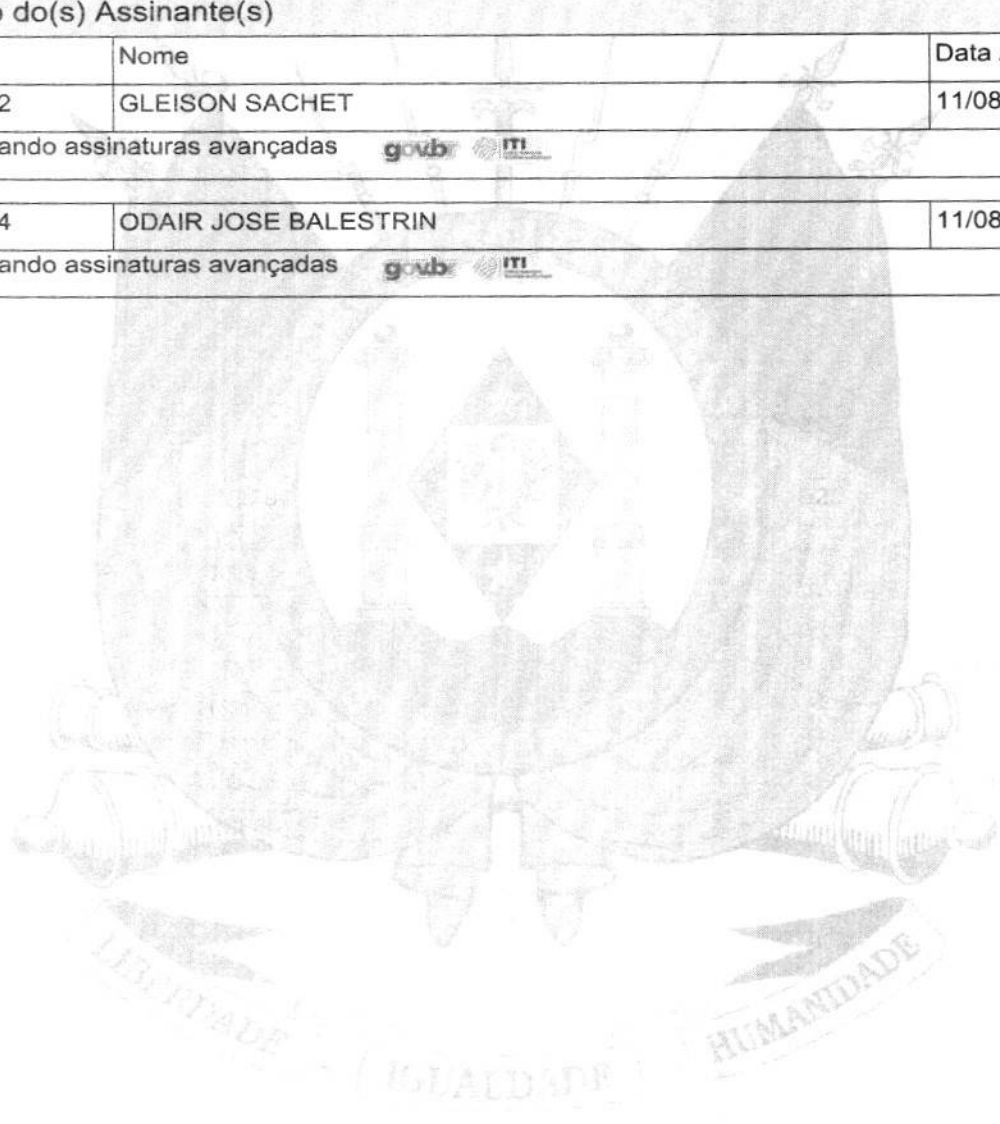 do(s) Assinante(s)
Nome Data
2 GLEISON SACHET 11/08
ando assinaturas avançadas gov.br ITI
4 ODAIR JOSE BALESTRIN 11/08
ando assinaturas avançadas gov.br ITI
LIBERDADE IGUALDADE HUMANIDADE